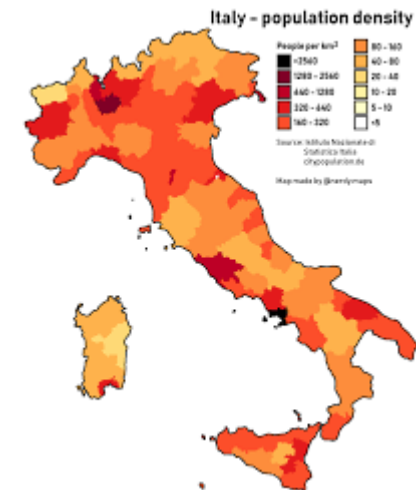 Italy - population density
People per km²
>2560
1280 - 2560
640 - 1280
320 - 640
160 - 320
80 - 160
40 - 80
20 - 40
10 - 20
5 - 10
<5
Source: Istituto Nazionale di
Statistica Italia
citypopulation.de
Map made by @nerdymaps